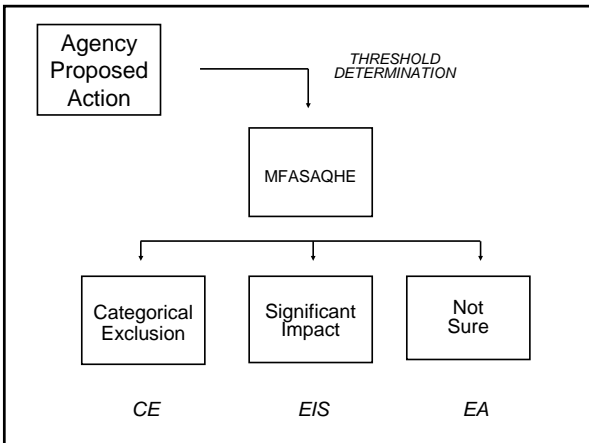 Agency
Proposed
Action
THRESHOLD
DETERMINATION
MFASAQHE
Categorical
Exclusion
Significant
Impact
Not
Sure
CE
EIS
EA